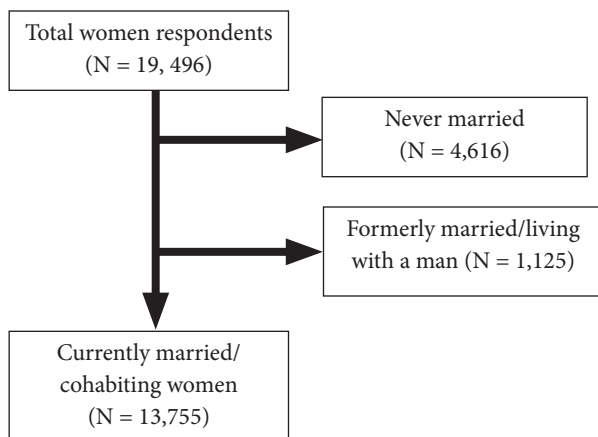 Total women respondents
(N = 19, 496)
Never married
(N = 4,616)
Formerly married/living
with a man (N = 1,125)
Currently married/
cohabiting women
(N = 13,755)